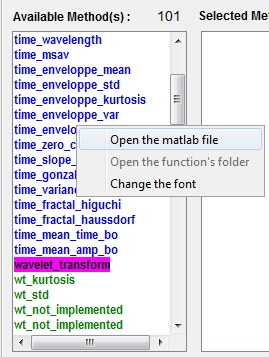 Available Method(s) : 101 Selected Me
time_wavelength
time_msav
time_enveloppe_mean
time_enveloppe_std
time_enveloppe_kurtosis
time_enveloppe_var
time_envelo
Open the matlab file
time_zero_c
time_slope_
Open the function's folder
time_gonzal
Change the font
time_varian
time_fractal_higuchi
time_fractal_haussdorf
time_mean_time_bo
time_mean_amp_bo
wavelet_transform
wt_kurtosis
wt_std
wt_not_implemented
wt_not_implemented